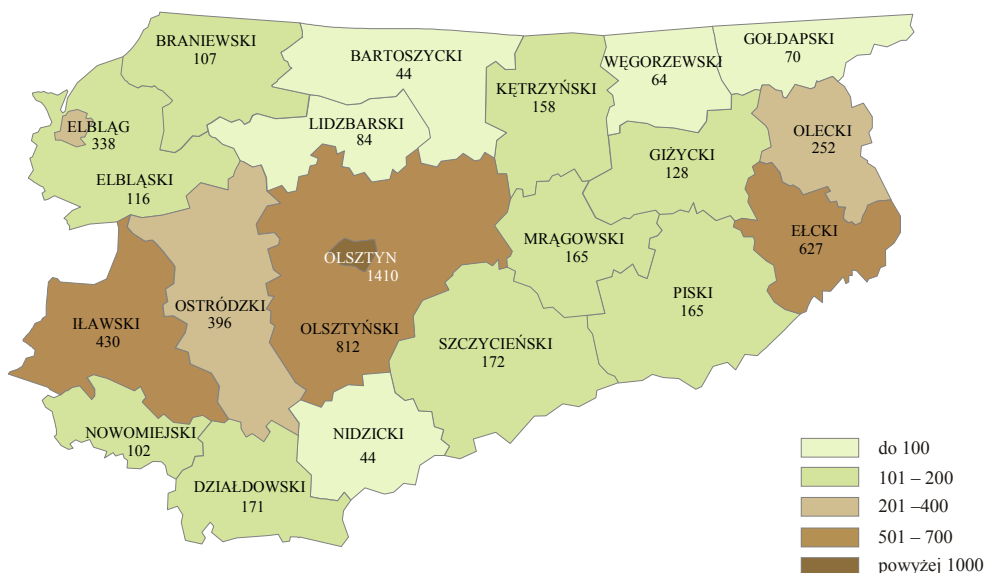 BRANIEWSKI
107
BARTOSZYCKI
44
GOŁDAPSKI
70
WĘGORZEWSKI
64
KĘTRZYŃSKI
158
ELBLĄG
338
LIDZBARSKI
84
OLECKI
252
GIŻYCKI
128
ELBLĄSKI
116
EŁCKI
627
MRĄGOWSKI
165
OLSZTYN
1410
PISKI
165
OSTRÓDZKI
396
IŁAWSKI
430
OLSZTYŃSKI
812
SZCZYCIEŃSKI
172
NOWOMIEJSKI
102
NIDZICKI
44
DZIAŁDOWSKI
171
do 100
101 – 200
201 –400
501 – 700
powyżej 1000